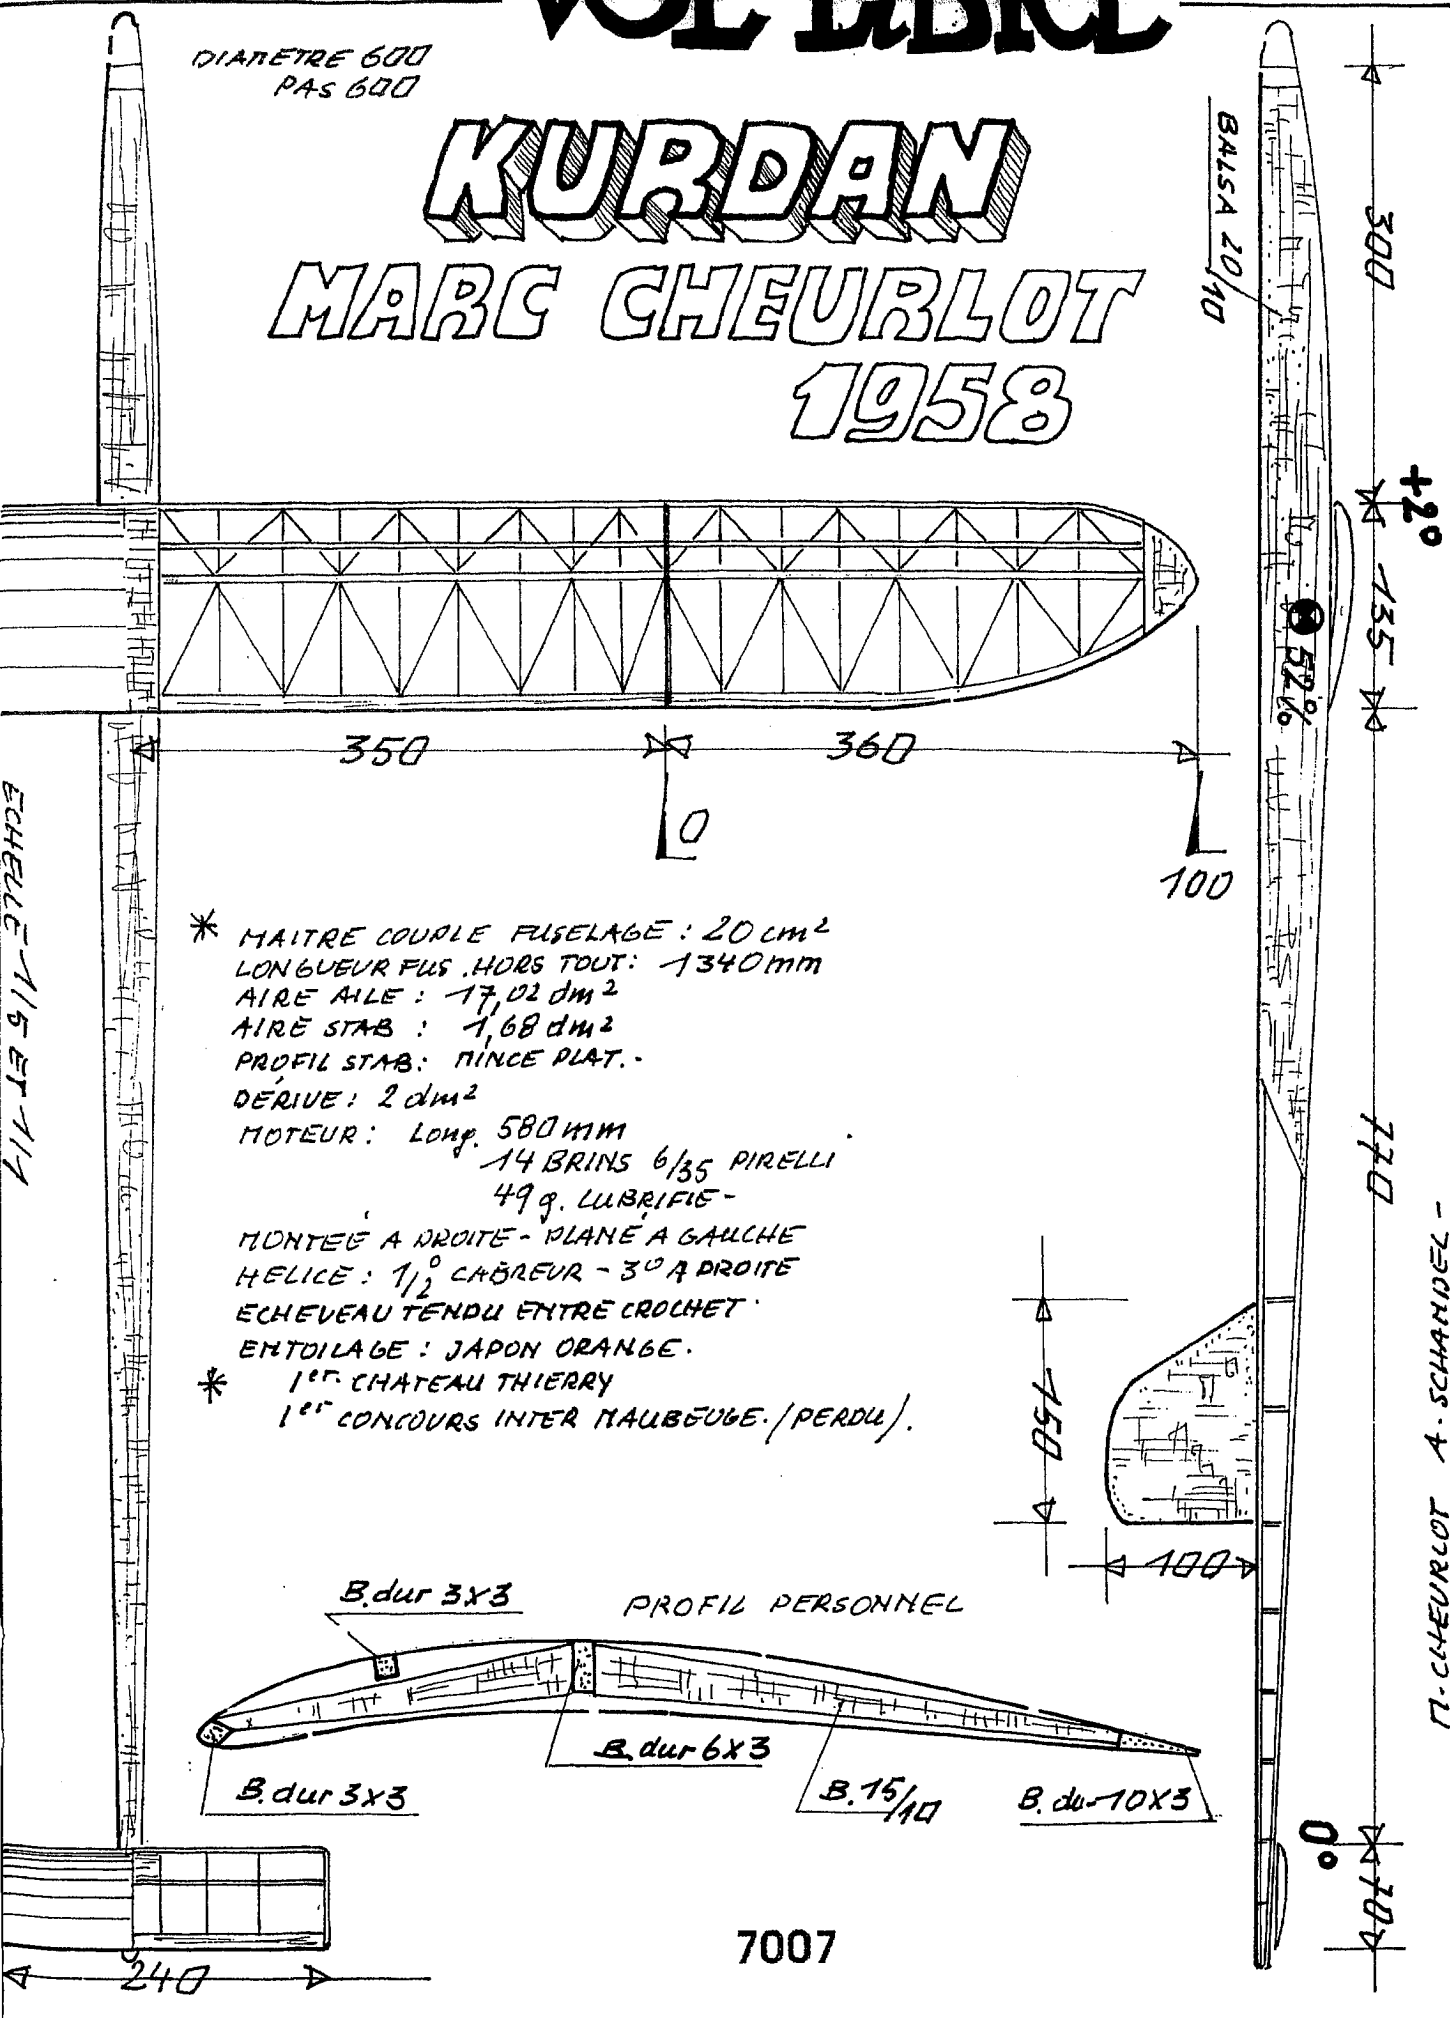 VOL LIBRE
DIAMETRE 600
PAS 600
KURDAN
MARC CHEURLOT
1958
BALSA 20/10
300
+2°
135
52%
350
360
0
100
770
ECHELLE 1/5 ET 1/1
* MAITRE COUPLE FUSELAGE : 20 cm²
LONGUEUR FUS. HORS TOUT : 1340 mm
AIRE AILE : 17,02 dm²
AIRE STAB : 1,68 dm²
PROFIL STAB : MINCE PLAT.-
DÉRIVE : 2 dm²
MOTEUR : Long. 580 mm
14 BRINS 6/35 PIRELLI
49 g. LUBRIFIE -
MONTEÉ A DROITE - PLANÉ A GAUCHE
HELICE : 1/2° CABREUR - 3° A DROITE
ECHEVEAU TENDU ENTRE CROCHET.
ENTOILAGE : JAPON ORANGE.
* 1er CHATEAU THIERRY
1er CONCOURS INTER MAUBEUGE. (PERDU).
150
100
M. CHEURLOT A. SCHANDEL -
B. dur 3x3
PROFIL PERSONNEL
B. dur 6x3
B. dur 3x3
B. 15/10
B. dur 10x3
0°
70
240
7007